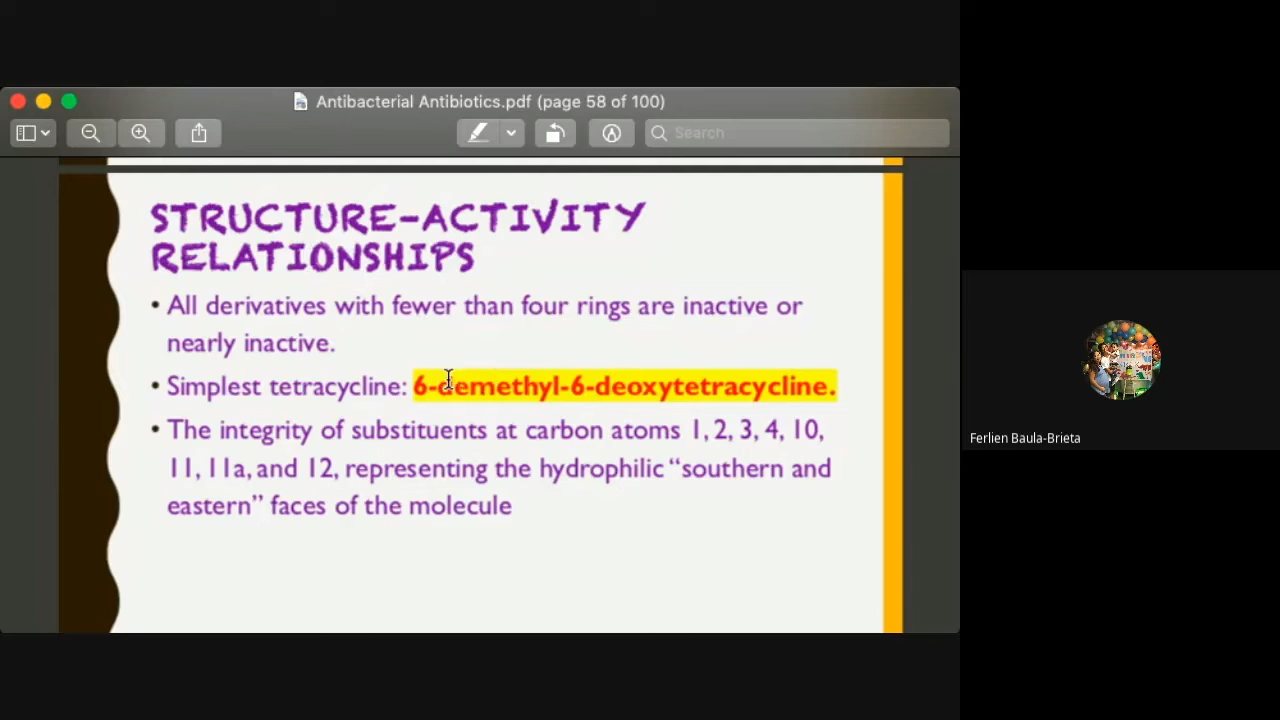 Antibacterial Antibiotics.pdf (page 58 of 100)
Search
STRUCTURE-ACTIVITY
RELATIONSHIPS
• All derivatives with fewer than four rings are inactive or
nearly inactive.
• Simplest tetracycline: 6-demethyl-6-deoxytetracycline.
• The integrity of substituents at carbon atoms 1, 2, 3, 4, 10,
11, 11a, and 12, representing the hydrophilic “southern and
eastern” faces of the molecule
Ferlien Baula-Brieta